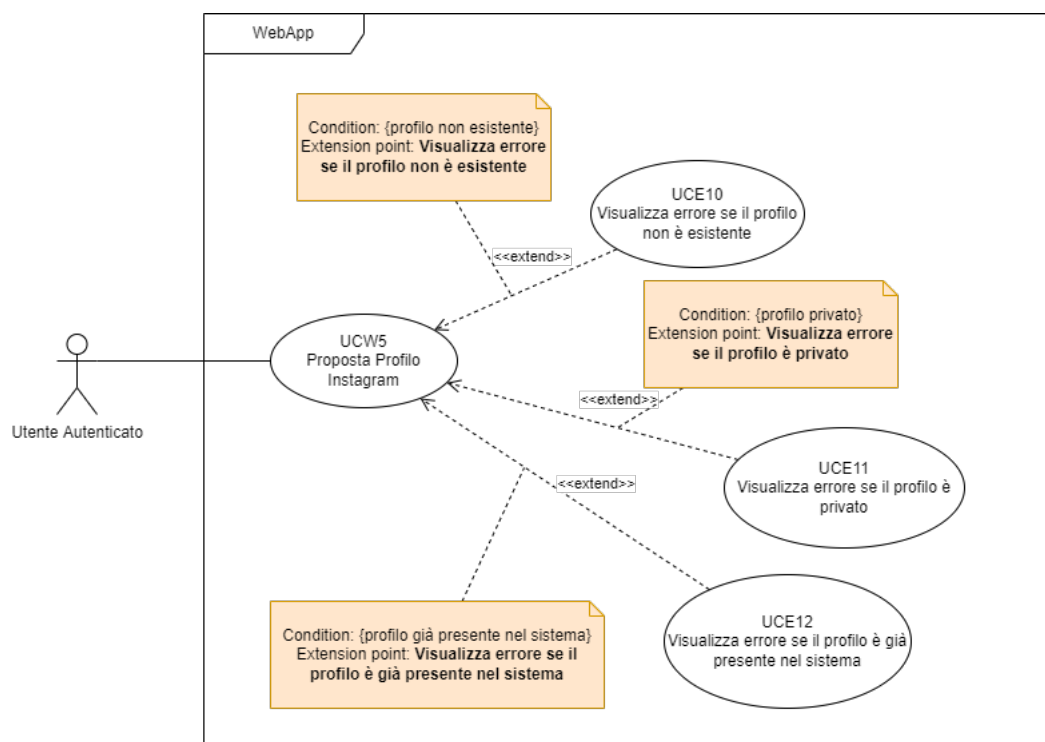 WebApp
Condition: {profilo non esistente}
Extension point: Visualizza errore
se il profilo non è esistente
UCE10
Visualizza errore se il profilo
non è esistente
<<extend>>
Condition: {profilo privato}
Extension point: Visualizza errore
se il profilo è privato
UCW5
Proposta Profilo
Instagram
<<extend>>
Utente Autenticato
UCE11
Visualizza errore se il profilo è
privato
<<extend>>
Condition: {profilo già presente nel sistema}
Extension point: Visualizza errore se il
profilo è già presente nel sistema
UCE12
Visualizza errore se il profilo è già
presente nel sistema